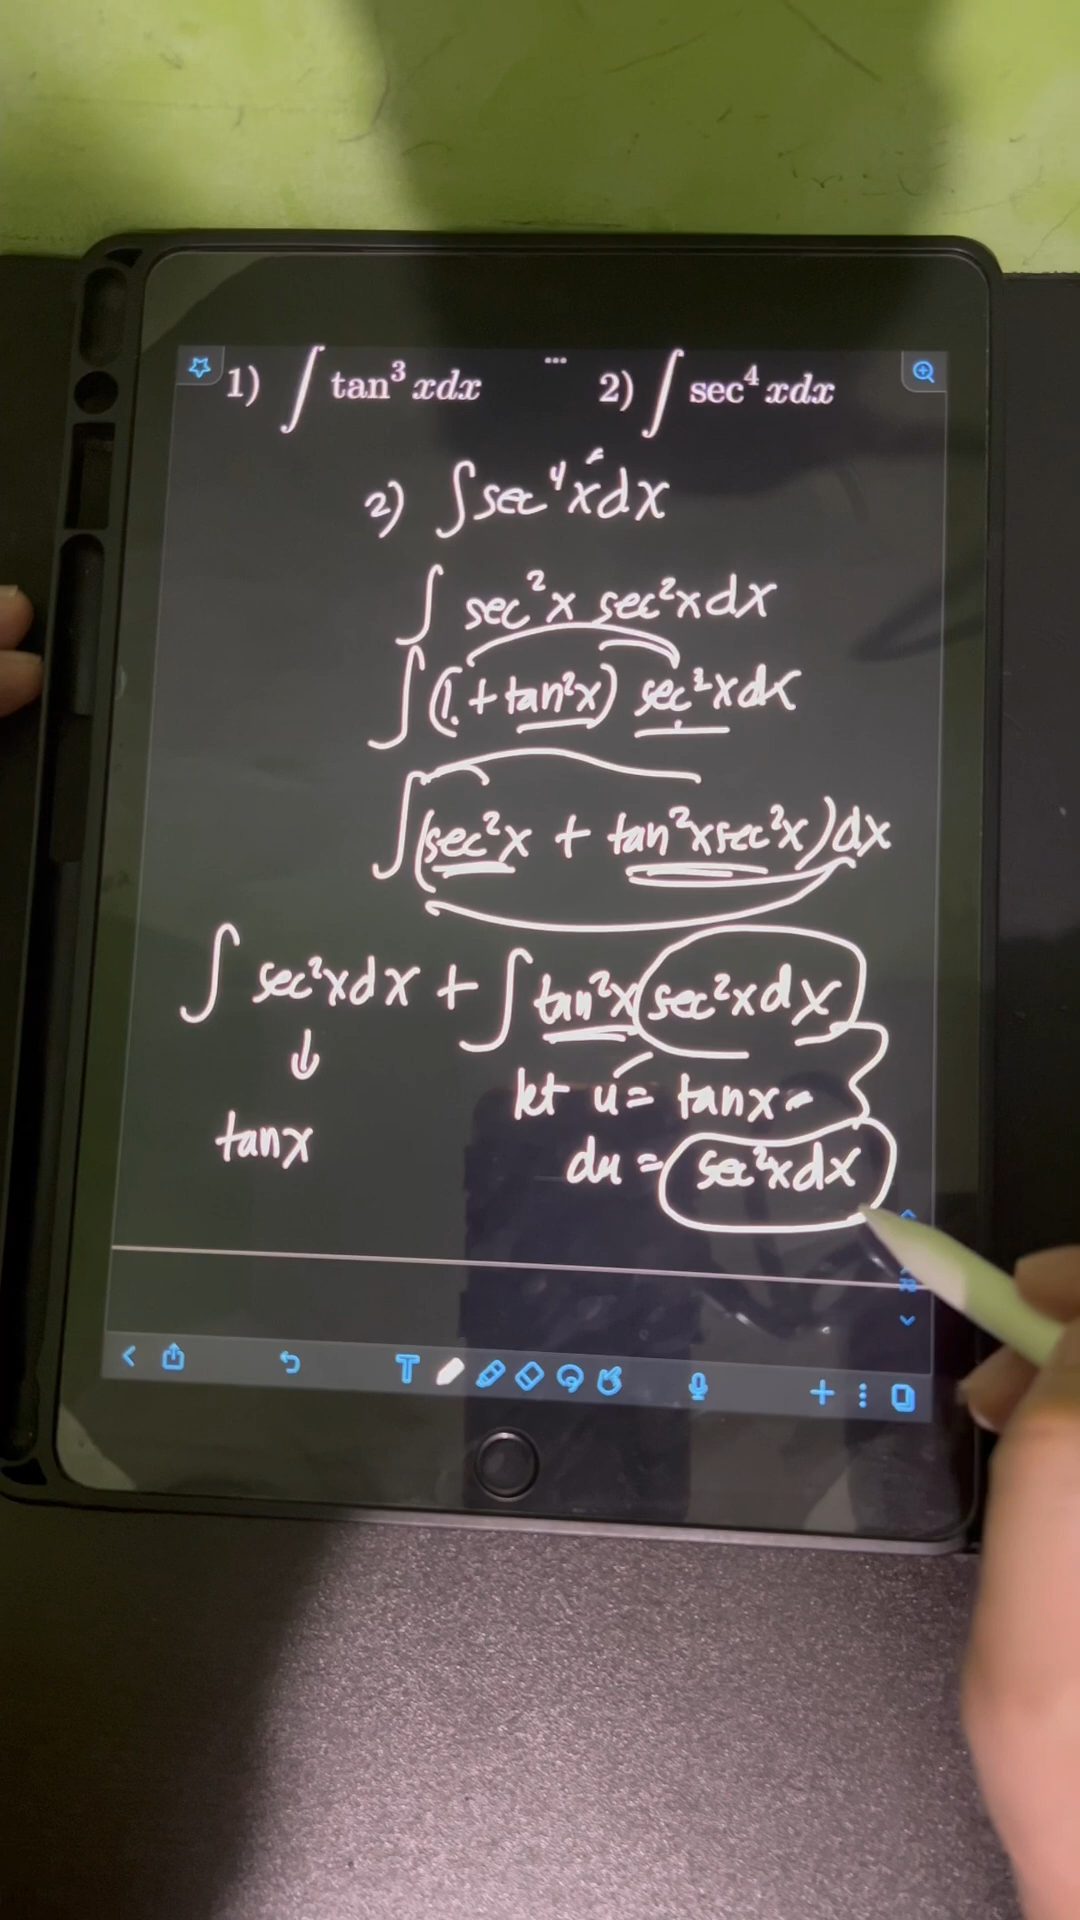 1) ∫ tan³ xdx 2) ∫ sec⁴ xdx
2) ∫sec⁴xdx
∫ sec²x sec²xdx
∫(1 + tan²x) sec²xdx
∫(sec²x + tan²xsec²x)dx
∫ sec²xdx + ∫ tan²x sec²xdx
↓
let u = tanx
tanx
du = sec²xdx
T